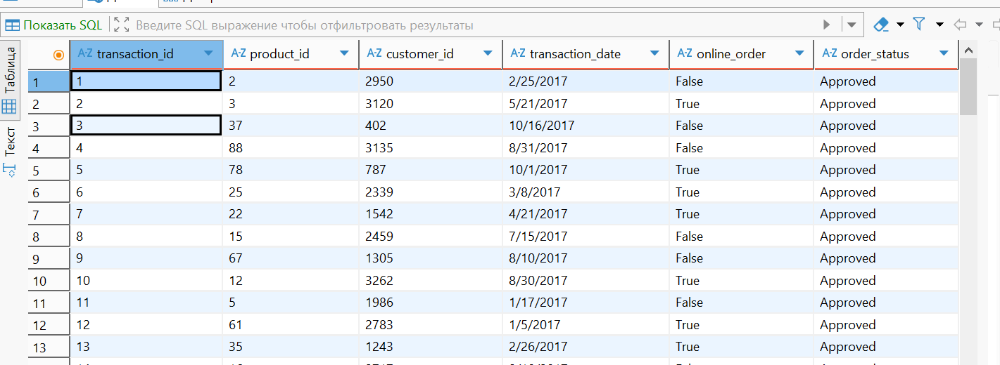 Показать SQL Введите SQL выражение чтобы отфильтровать результаты
Таблица
Текст
A-Z transaction_id A-Z product_id A-Z customer_id A-Z transaction_date A-Z online_order A-Z order_status
1 1 2 2950 2/25/2017 False Approved
2 2 3 3120 5/21/2017 True Approved
3 3 37 402 10/16/2017 False Approved
4 4 88 3135 8/31/2017 False Approved
5 5 78 787 10/1/2017 True Approved
6 6 25 2339 3/8/2017 True Approved
7 7 22 1542 4/21/2017 True Approved
8 8 15 2459 7/15/2017 False Approved
9 9 67 1305 8/10/2017 False Approved
10 10 12 3262 8/30/2017 True Approved
11 11 5 1986 1/17/2017 False Approved
12 12 61 2783 1/5/2017 True Approved
13 13 35 1243 2/26/2017 True Approved